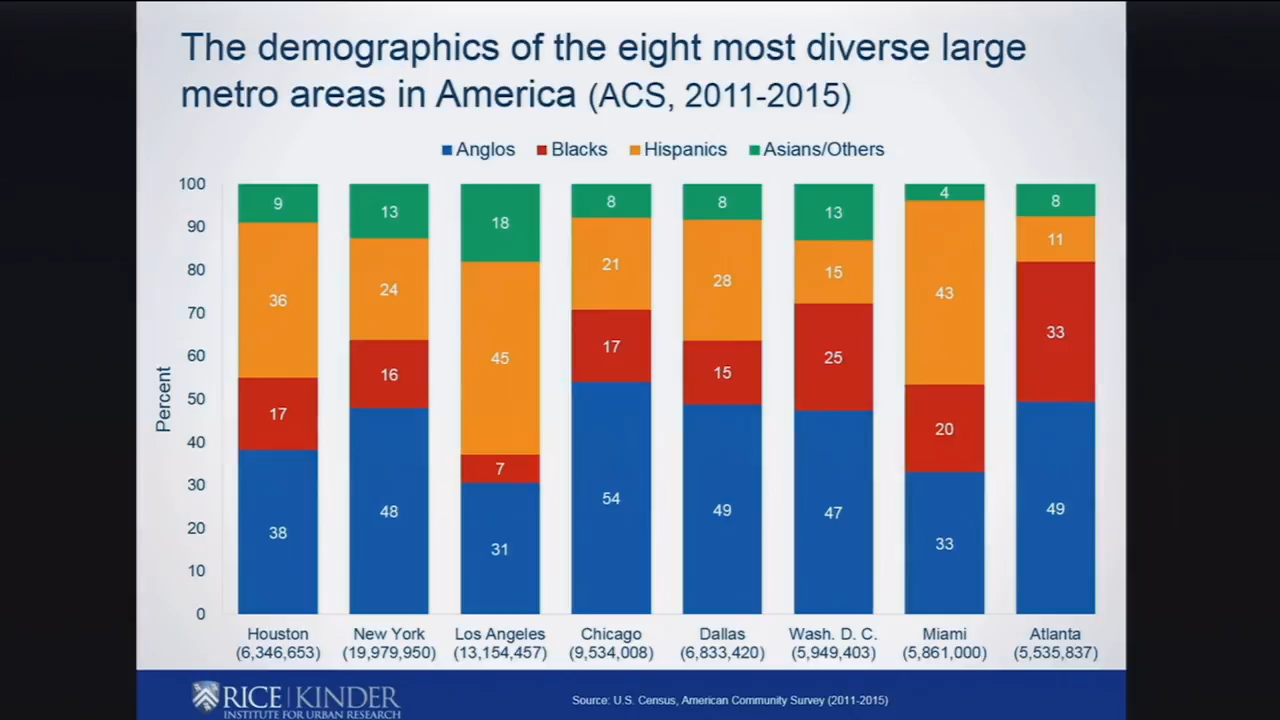 The demographics of the eight most diverse large
metro areas in America (ACS, 2011-2015)
Anglos Blacks Hispanics Asians/Others
Percent
100
90
80
70
60
50
40
30
20
10
0
9 13 18 8 8 13 4 8
36 24 45 21 28 15 43 11
17 16 7 17 15 25 20 33
38 48 31 54 49 47 33 49
Houston New York Los Angeles Chicago Dallas Wash. D. C. Miami Atlanta
(6,346,653) (19,979,950) (13,154,457) (9,534,008) (6,833,420) (5,949,403) (5,861,000) (5,535,837)
RICE | KINDER
INSTITUTE FOR URBAN RESEARCH
Source: U.S. Census, American Community Survey (2011-2015)